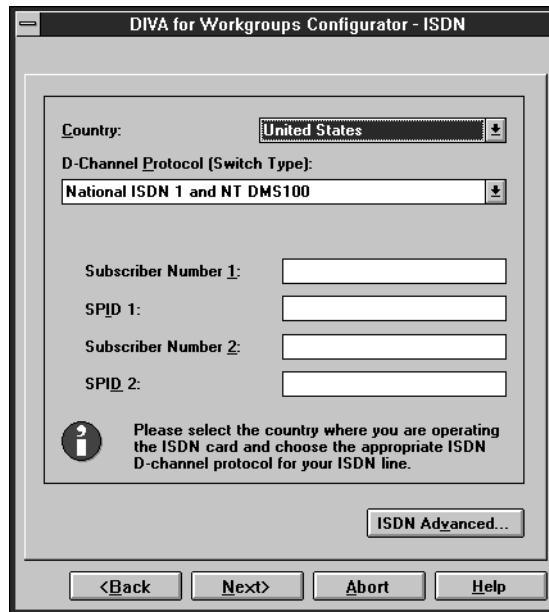 DIVA for Workgroups Configurator - ISDN
Country: United States
D-Channel Protocol (Switch Type):
National ISDN 1 and NT DMS100
Subscriber Number 1:
SPID 1:
Subscriber Number 2:
SPID 2:
Please select the country where you are operating
the ISDN card and choose the appropriate ISDN
D-channel protocol for your ISDN line.
ISDN Advanced...
<Back Next> Abort Help